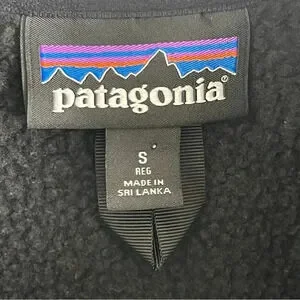 patagonia®
S
REG
MADE IN
SRI LANKA